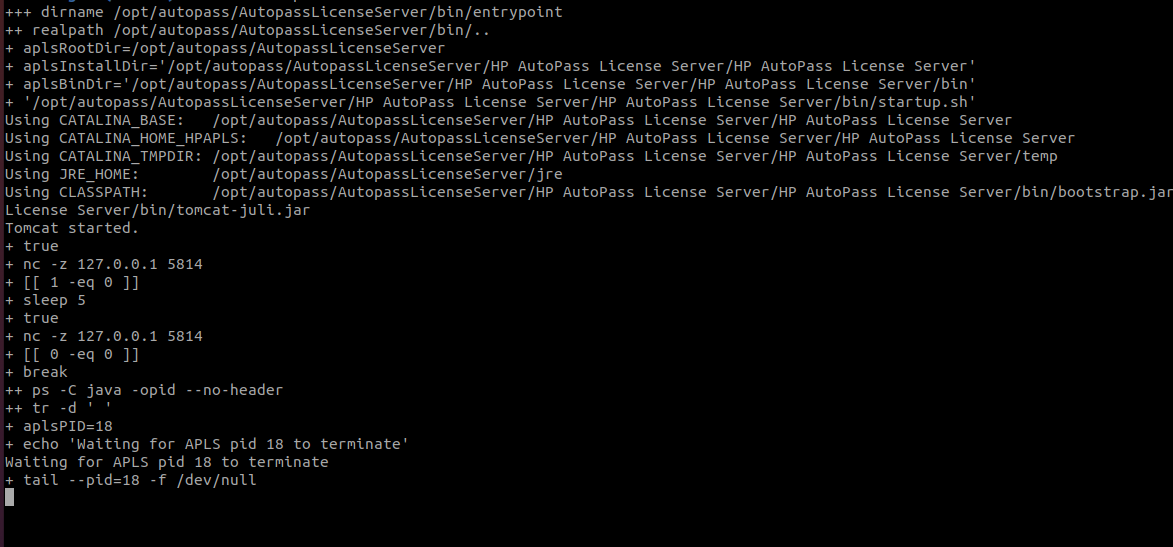 +++ dirname /opt/autopass/AutopassLicenseServer/bin/entrypoint
++ realpath /opt/autopass/AutopassLicenseServer/bin/..
+ aplsRootDir=/opt/autopass/AutopassLicenseServer
+ aplsInstallDir='/opt/autopass/AutopassLicenseServer/HP AutoPass License Server/HP AutoPass License Server'
+ aplsBinDir='/opt/autopass/AutopassLicenseServer/HP AutoPass License Server/HP AutoPass License Server/bin'
+ '/opt/autopass/AutopassLicenseServer/HP AutoPass License Server/HP AutoPass License Server/bin/startup.sh'
Using CATALINA_BASE:   /opt/autopass/AutopassLicenseServer/HP AutoPass License Server/HP AutoPass License Server
Using CATALINA_HOME_HPAPLS:   /opt/autopass/AutopassLicenseServer/HP AutoPass License Server/HP AutoPass License Server
Using CATALINA_TMPDIR: /opt/autopass/AutopassLicenseServer/HP AutoPass License Server/HP AutoPass License Server/temp
Using JRE_HOME:        /opt/autopass/AutopassLicenseServer/jre
Using CLASSPATH:       /opt/autopass/AutopassLicenseServer/HP AutoPass License Server/HP AutoPass License Server/bin/bootstrap.jar
License Server/bin/tomcat-juli.jar
Tomcat started.
+ true
+ nc -z 127.0.0.1 5814
+ [[ 1 -eq 0 ]]
+ sleep 5
+ true
+ nc -z 127.0.0.1 5814
+ [[ 0 -eq 0 ]]
+ break
++ ps -C java -opid --no-header
++ tr -d ' '
+ aplsPID=18
+ echo 'Waiting for APLS pid 18 to terminate'
Waiting for APLS pid 18 to terminate
+ tail --pid=18 -f /dev/null